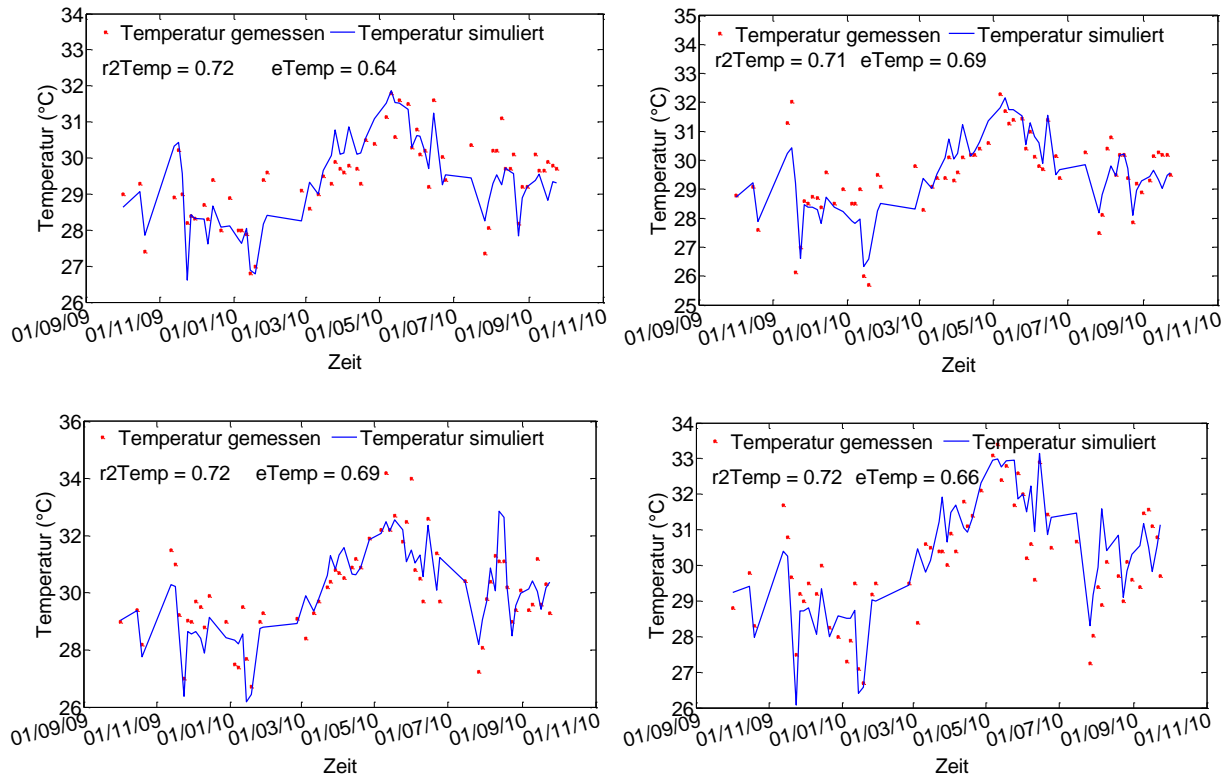 34
33
32
31
30
29
28
27
26
Temperatur (°C)
Temperatur gemessen
Temperatur simuliert
r2Temp = 0.72 eTemp = 0.64
01/09/09 01/11/09 01/01/10 01/03/10 01/05/10 01/07/10 01/09/10 01/11/10
Zeit
35
34
33
32
31
30
29
28
27
26
25
Temperatur (°C)
Temperatur gemessen
Temperatur simuliert
r2Temp = 0.71 eTemp = 0.69
01/09/09 01/11/09 01/01/10 01/03/10 01/05/10 01/07/10 01/09/10 01/11/10
Zeit
36
34
32
30
28
26
Temperatur (°C)
Temperatur gemessen
Temperatur simuliert
r2Temp = 0.72 eTemp = 0.69
01/09/09 01/11/09 01/01/10 01/03/10 01/05/10 01/07/10 01/09/10 01/11/10
Zeit
34
33
32
31
30
29
28
27
26
Temperatur (°C)
Temperatur gemessen
Temperatur simuliert
r2Temp = 0.72 eTemp = 0.66
01/09/09 01/11/09 01/01/10 01/03/10 01/05/10 01/07/10 01/09/10 01/11/10
Zeit